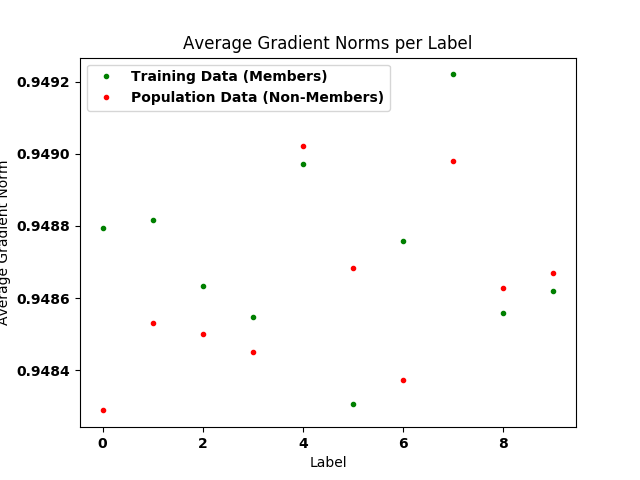 Average Gradient Norms per Label
Training Data (Members)
Population Data (Non-Members)
0.9492
0.9490
0.9488
0.9486
0.9484
Average Gradient Norm
0 2 4 6 8
Label